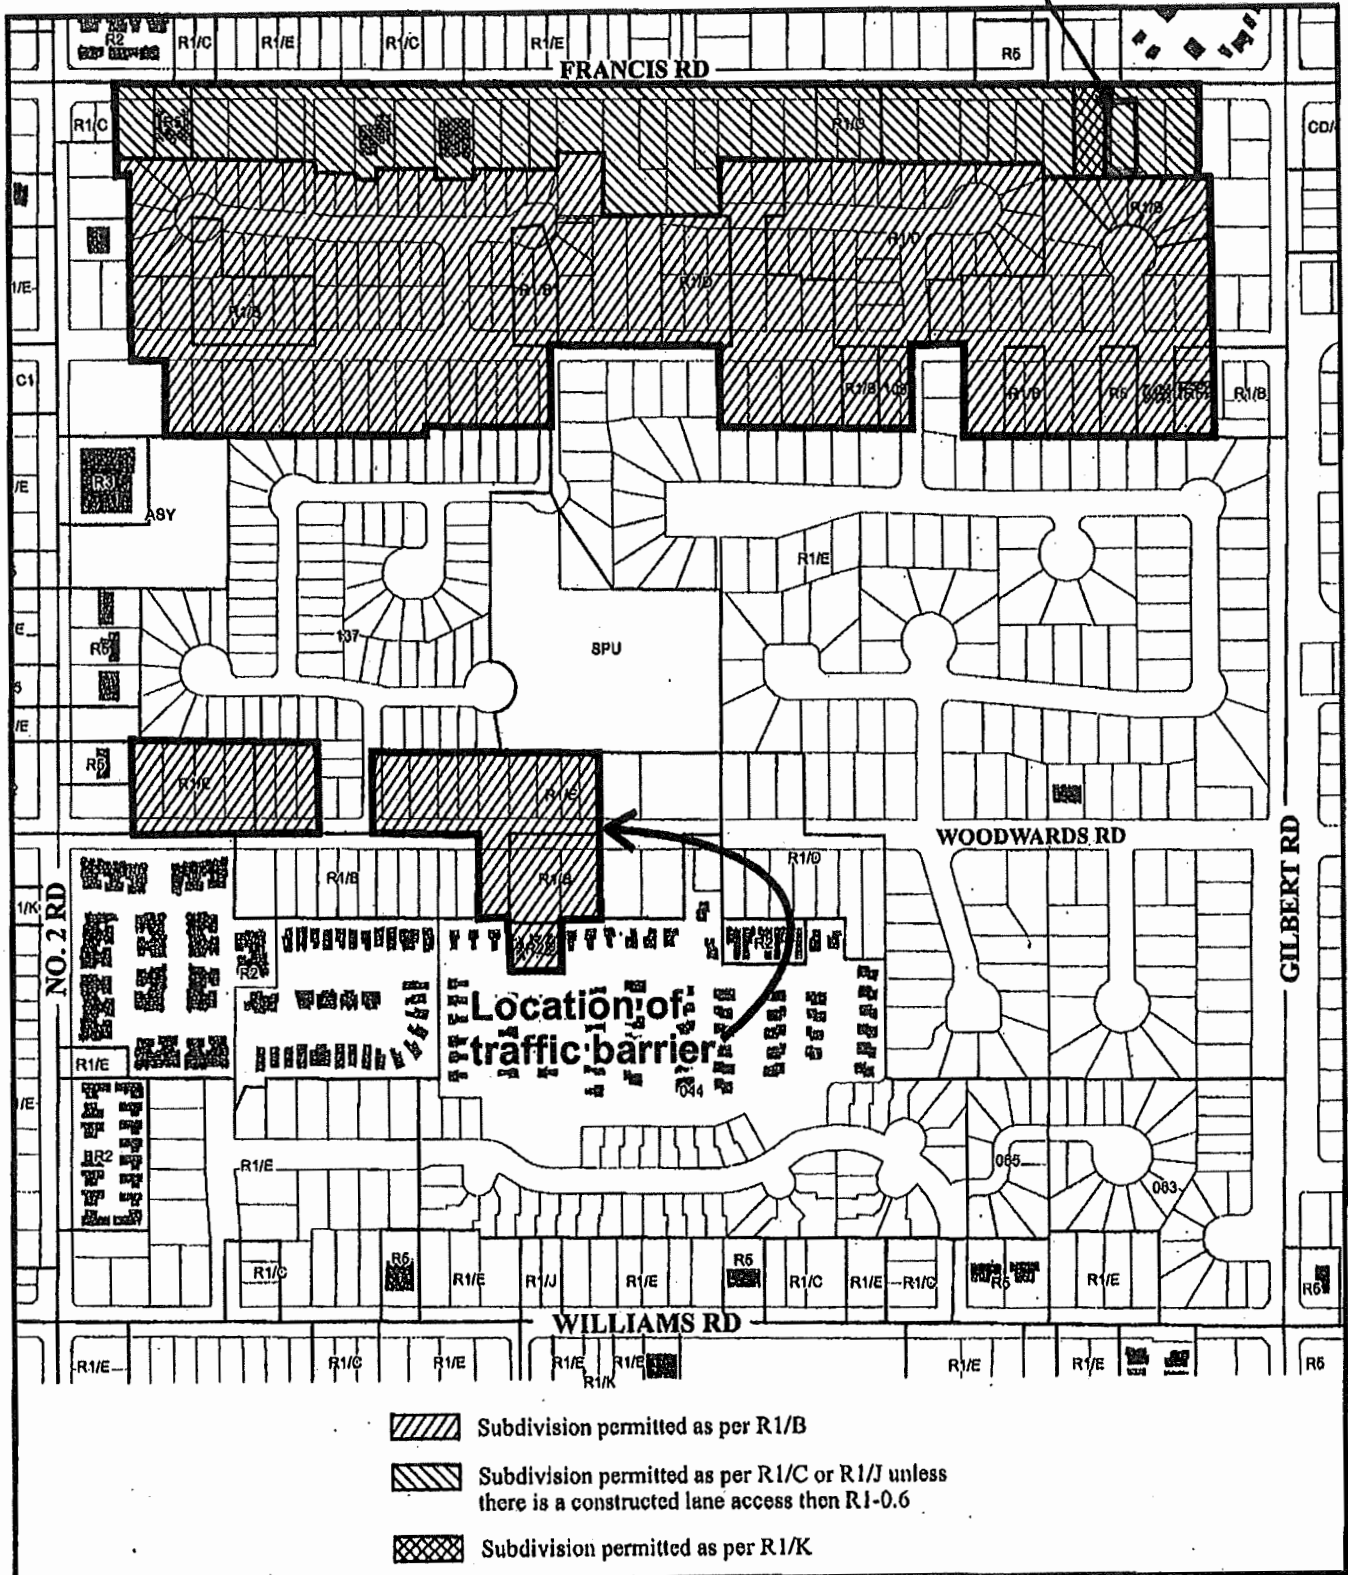 R2
R1/C
R1/E
R1/C
R1/E
R5
FRANCIS RD
R1/C
CD/
R1/B
R1/D
R1/B
R1/D
R1/B
/E
C1
R1/B
R1/B
R5
R1/B
R3
ASY
/E
R1/E
137
SPU
E
R5
/E
R5
R1/E
R1/E
WOODWARDS RD
R1/B
R1/B
R1/D
NO. 2 RD
GILBERT RD
1/K
R2
R2
Location of
traffic barrier
044
R1/E
/E
R2
R1/E
065
063
R1/C
R5
R1/E
R1/J
R1/E
R5
R1/C
R1/E
R1/C
R5
R1/E
R5
WILLIAMS RD
R1/E
R1/C
R1/E
R1/E
R1/E
R1/K
R1/E
R1/E
R5
Subdivision permitted as per R1/B
Subdivision permitted as per R1/C or R1/J unless
there is a constructed lane access then R1-0.6
Subdivision permitted as per R1/K